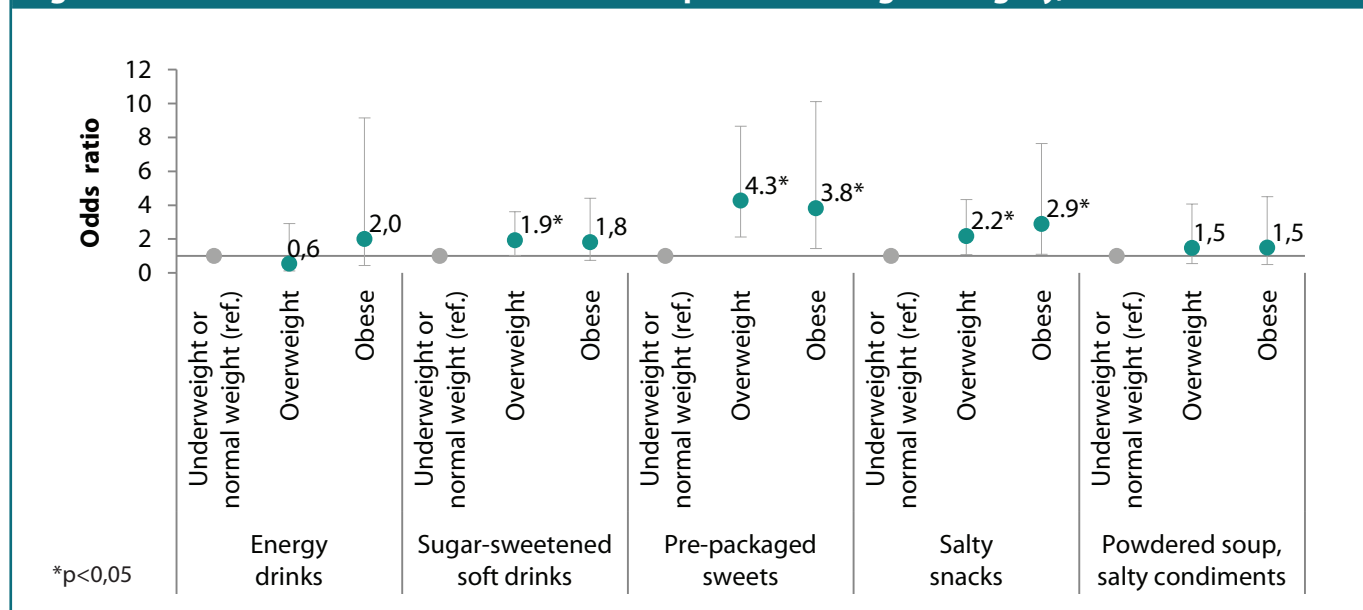 12
10
8
6
4
2
0
Odds ratio
0,6
2,0
1.9*
1,8
4.3*
3.8*
2.2*
2.9*
1,5
1,5
Underweight or
normal weight (ref.)
Overweight
Obese
Underweight or
normal weight (ref.)
Overweight
Obese
Underweight or
normal weight (ref.)
Overweight
Obese
Underweight or
normal weight (ref.)
Overweight
Obese
Underweight or
normal weight (ref.)
Overweight
Obese
Energy
drinks
Sugar-sweetened
soft drinks
Pre-packaged
sweets
Salty
snacks
Powdered soup,
salty condiments
*p<0,05